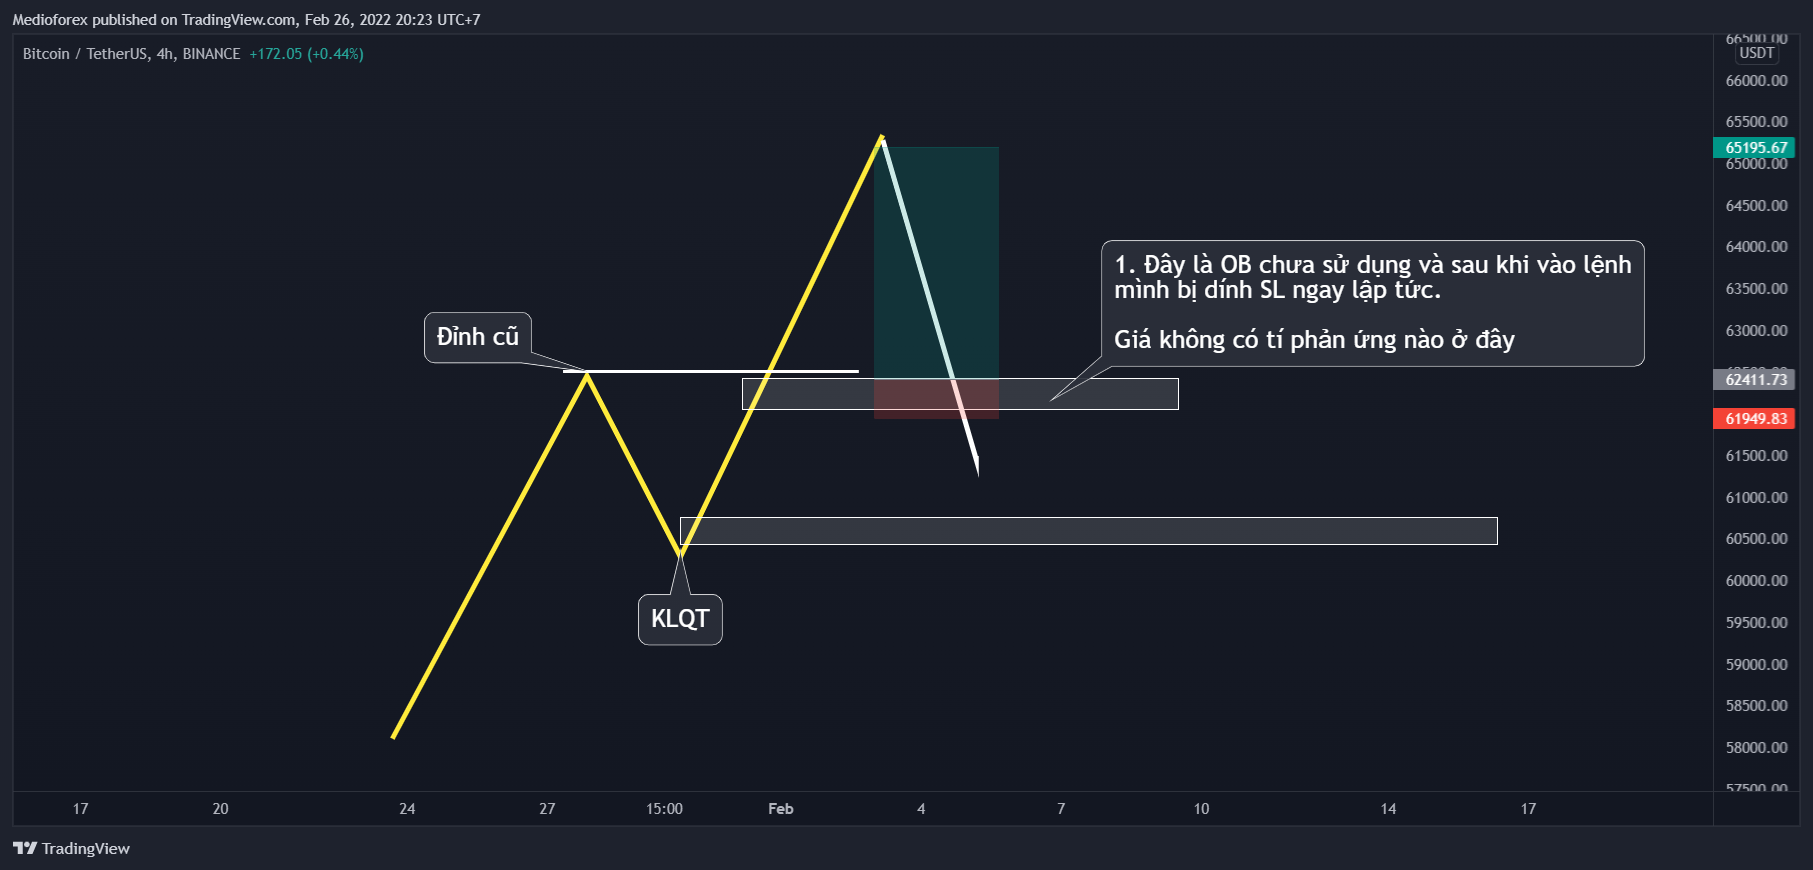 Medioforex published on TradingView.com, Feb 26, 2022 20:23 UTC+7
Bitcoin / TetherUS, 4h, BINANCE +172.05 (+0.44%)
66500.00
USDT
66000.00
65500.00
65195.67
65000.00
64500.00
64000.00
1. Đây là OB chưa sử dụng và sau khi vào lệnh
mình bị dính SL ngay lập tức.
63500.00
Giá không có tí phản ứng nào ở đây
63000.00
Đỉnh cũ
62411.73
61949.83
61500.00
61000.00
60500.00
60000.00
KLQT
59500.00
59000.00
58500.00
58000.00
57500.00
17 20 24 27 15:00 Feb 4 7 10 14 17
TradingView